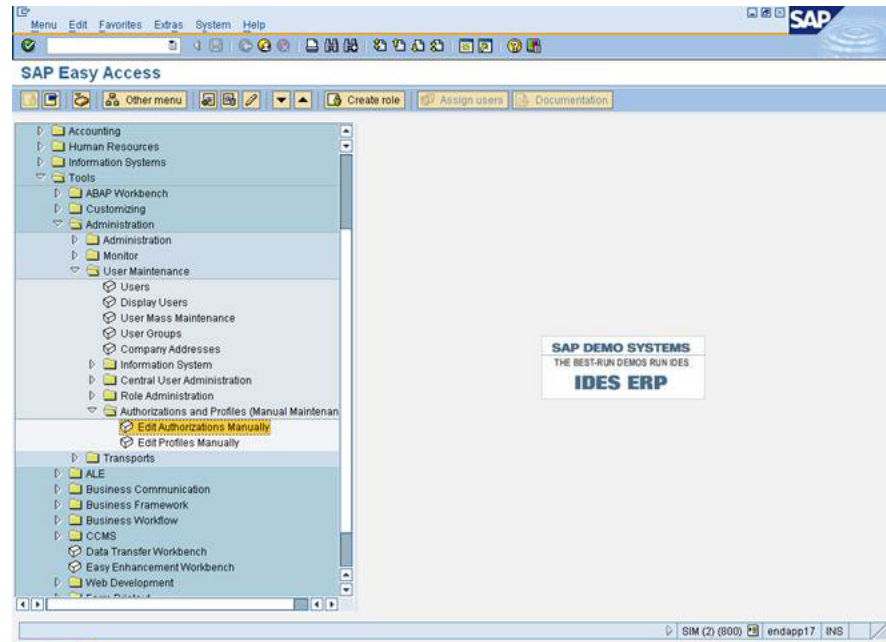 Menu Edit Favorites Extras System Help
SAP
SAP Easy Access
Other menu Create role Assign users Documentation
Accounting
Human Resources
Information Systems
Tools
ABAP Workbench
Customizing
Administration
Administration
Monitor
User Maintenance
Users
Display Users
User Mass Maintenance
User Groups
Company Addresses
Information System
Central User Administration
Role Administration
Authorizations and Profiles (Manual Maintenan
Edit Authorizations Manually
Edit Profiles Manually
Transports
ALE
Business Communication
Business Framework
Business Workflow
CCMS
Data Transfer Workbench
Easy Enhancement Workbench
Web Development
SAP DEMO SYSTEMS
THE BEST-RUN DEMOS RUN IDES
IDES ERP
SIM (2) (800) endapp17 INS